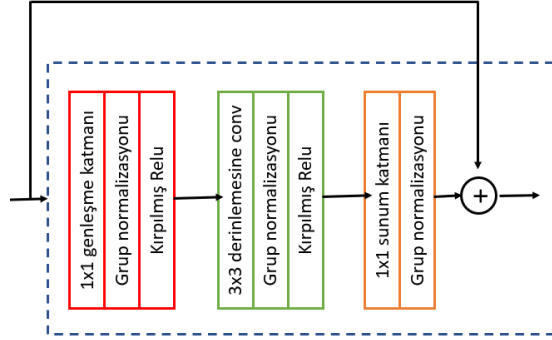 1x1 genleşme katmanı
Grup normalizasyonu
Kırpılmış Relu
3x3 derinlemesine conv
Grup normalizasyonu
Kırpılmış Relu
1x1 sunum katmanı
Grup normalizasyonu
+